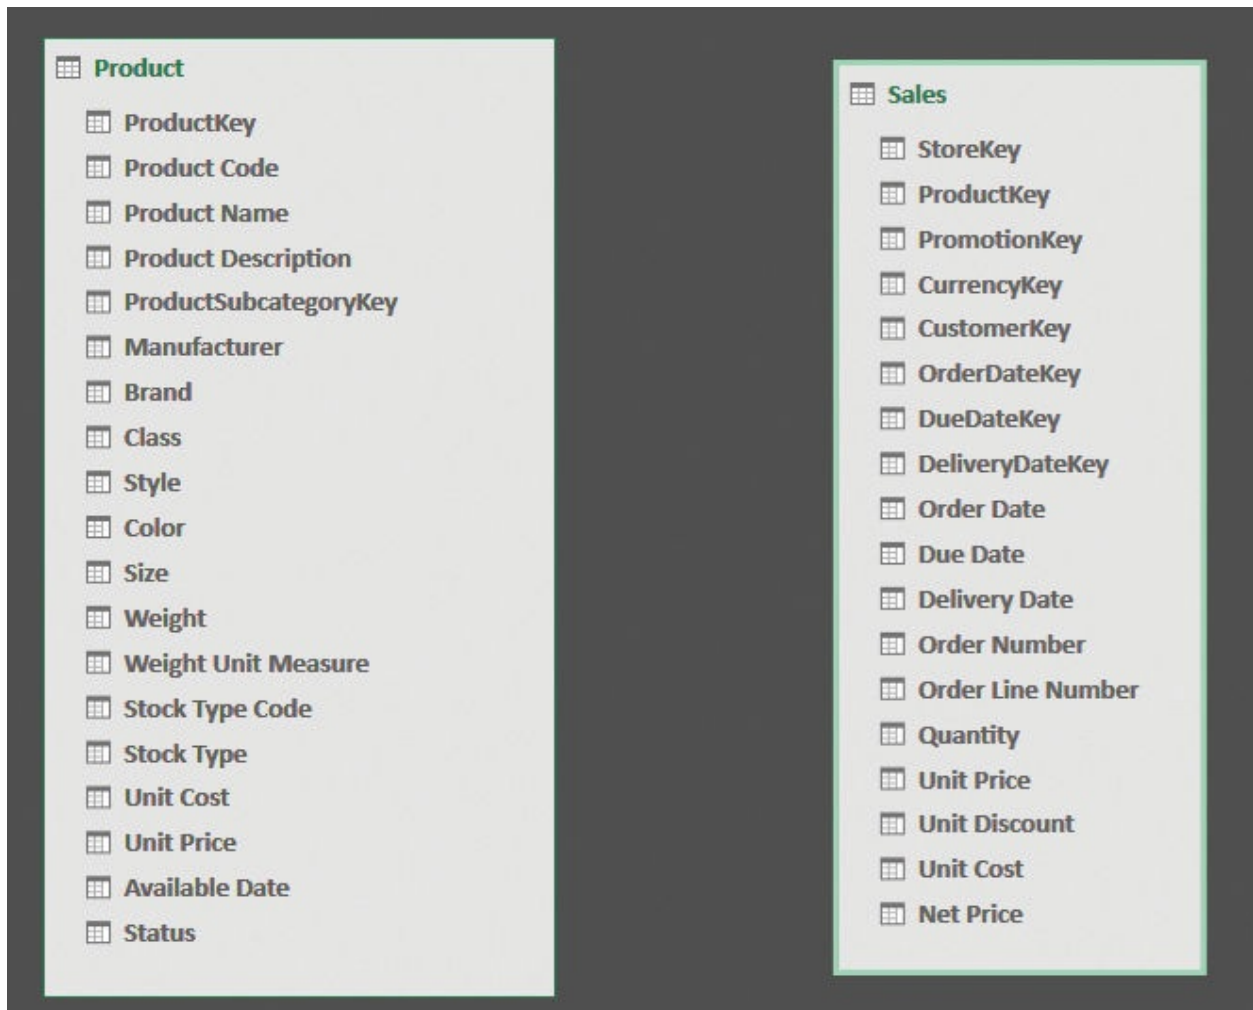 Product
ProductKey
Product Code
Product Name
Product Description
ProductSubcategoryKey
Manufacturer
Brand
Class
Style
Color
Size
Weight
Weight Unit Measure
Stock Type Code
Stock Type
Unit Cost
Unit Price
Available Date
Status
Sales
StoreKey
ProductKey
PromotionKey
CurrencyKey
CustomerKey
OrderDateKey
DueDateKey
DeliveryDateKey
Order Date
Due Date
Delivery Date
Order Number
Order Line Number
Quantity
Unit Price
Unit Discount
Unit Cost
Net Price